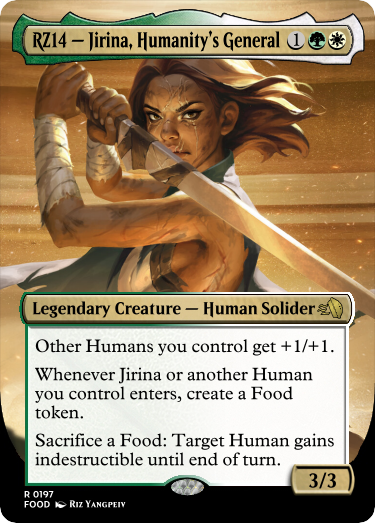 RZ14 — Jirina, Humanity's General 1
Legendary Creature — Human Solider
Other Humans you control get +1/+1.
Whenever Jirina or another Human
you control enters, create a Food
token.
Sacrifice a Food: Target Human gains
indestructible until end of turn.
3/3
R 0197
FOOD Riz Yangpeiv